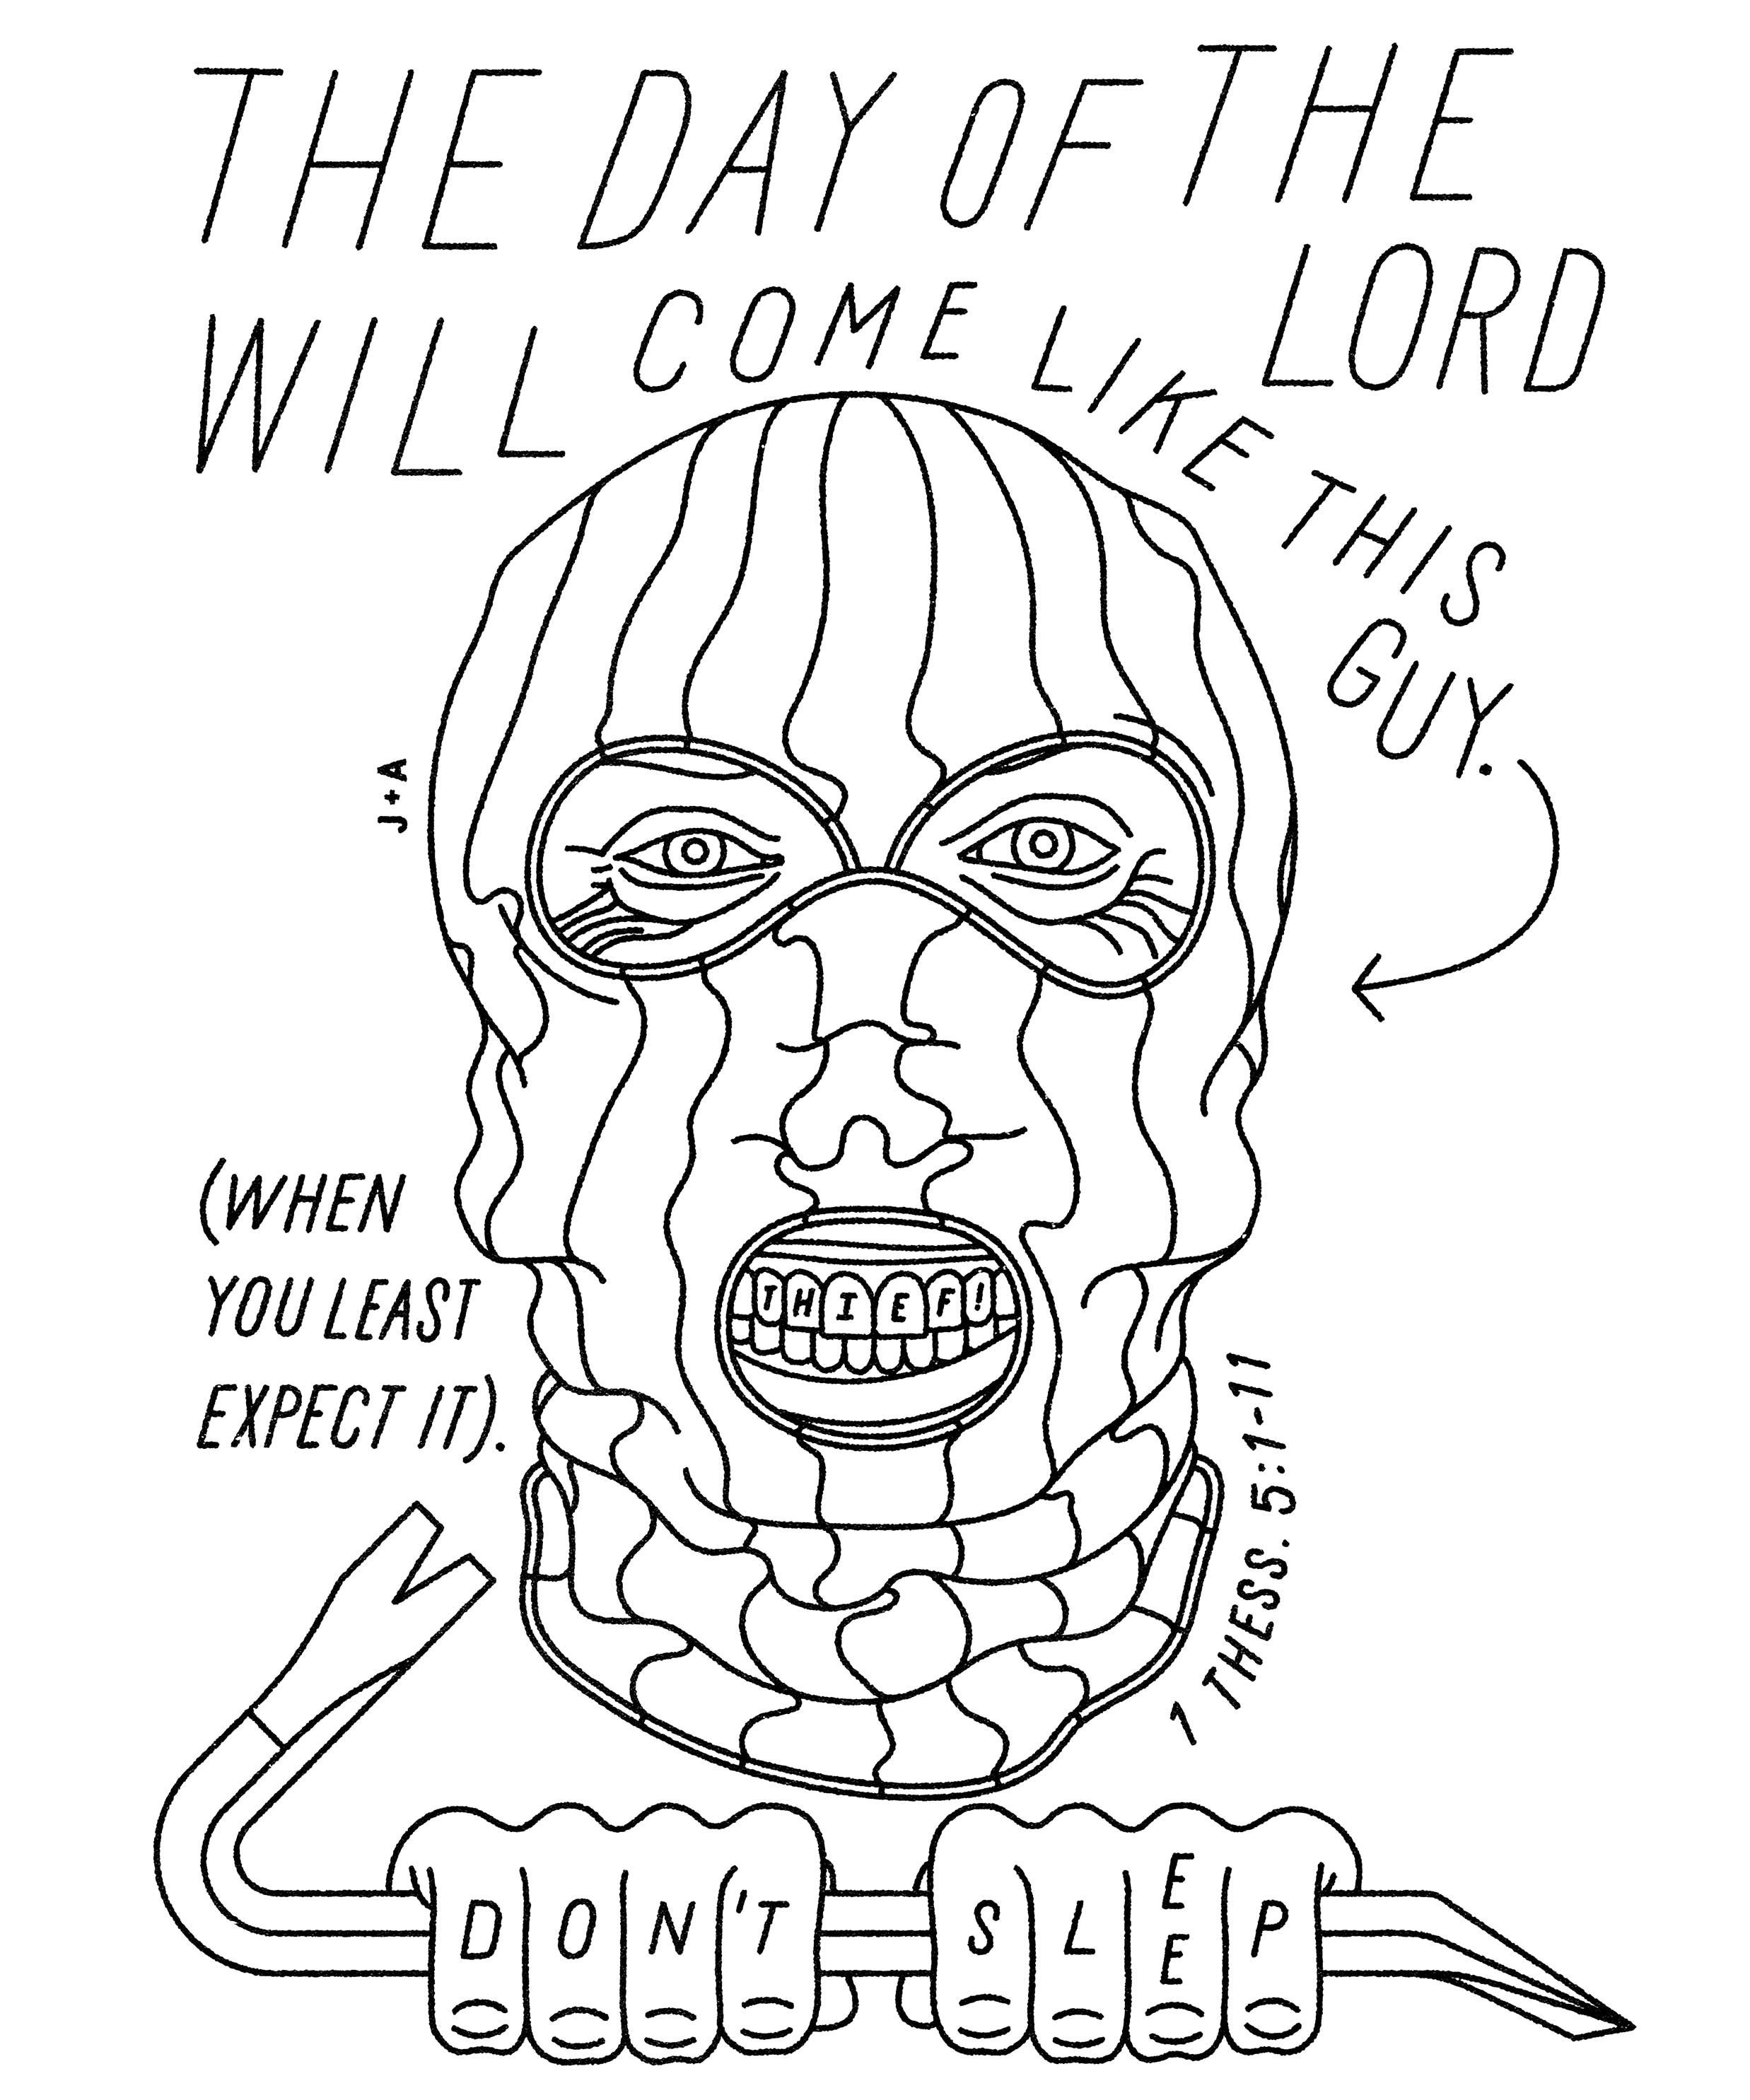 THE DAY OF THE
LORD
WILL COME LIKE THIS
GUY.
J+A
(WHEN
YOU LEAST
EXPECT IT).
THIEF!
1 THESS. 5:1-11
DON'T SLEEP